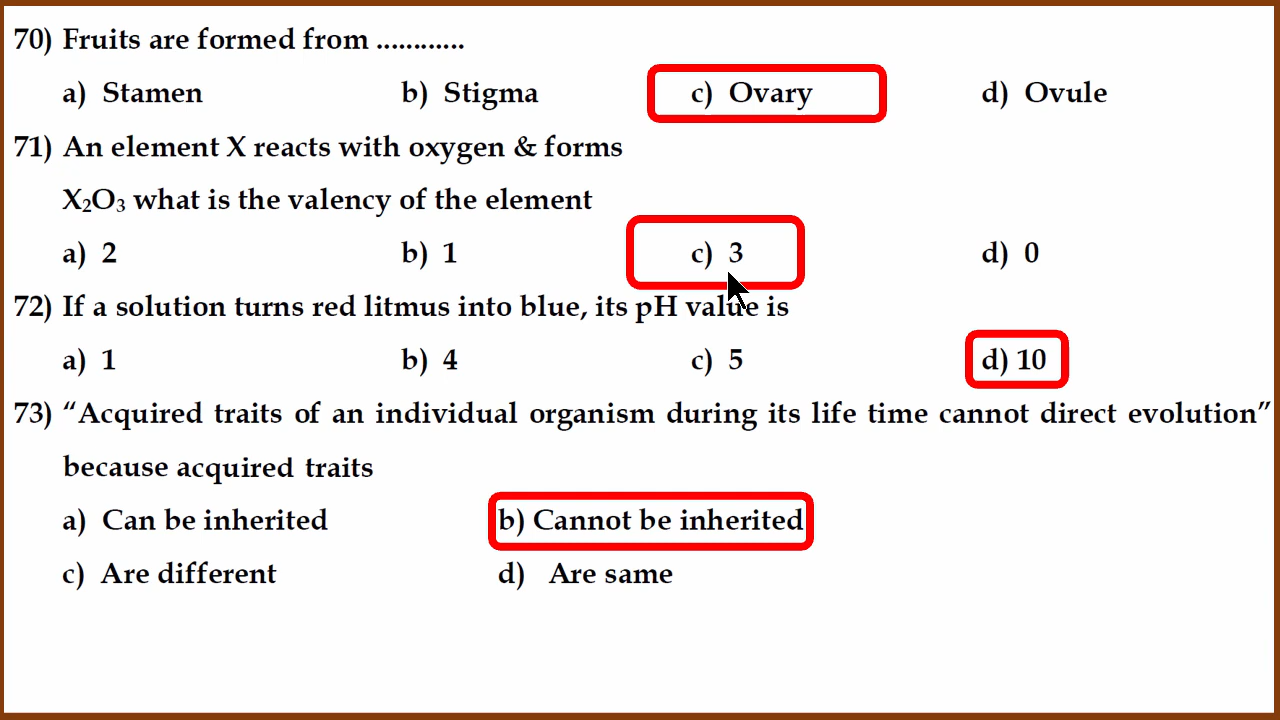 70) Fruits are formed from ............
a) Stamen b) Stigma c) Ovary d) Ovule
71) An element X reacts with oxygen & forms
X₂O₃ what is the valency of the element
a) 2 b) 1 c) 3 d) 0
72) If a solution turns red litmus into blue, its pH value is
a) 1 b) 4 c) 5 d) 10
73) “Acquired traits of an individual organism during its life time cannot direct evolution”
because acquired traits
a) Can be inherited b) Cannot be inherited
c) Are different d) Are same